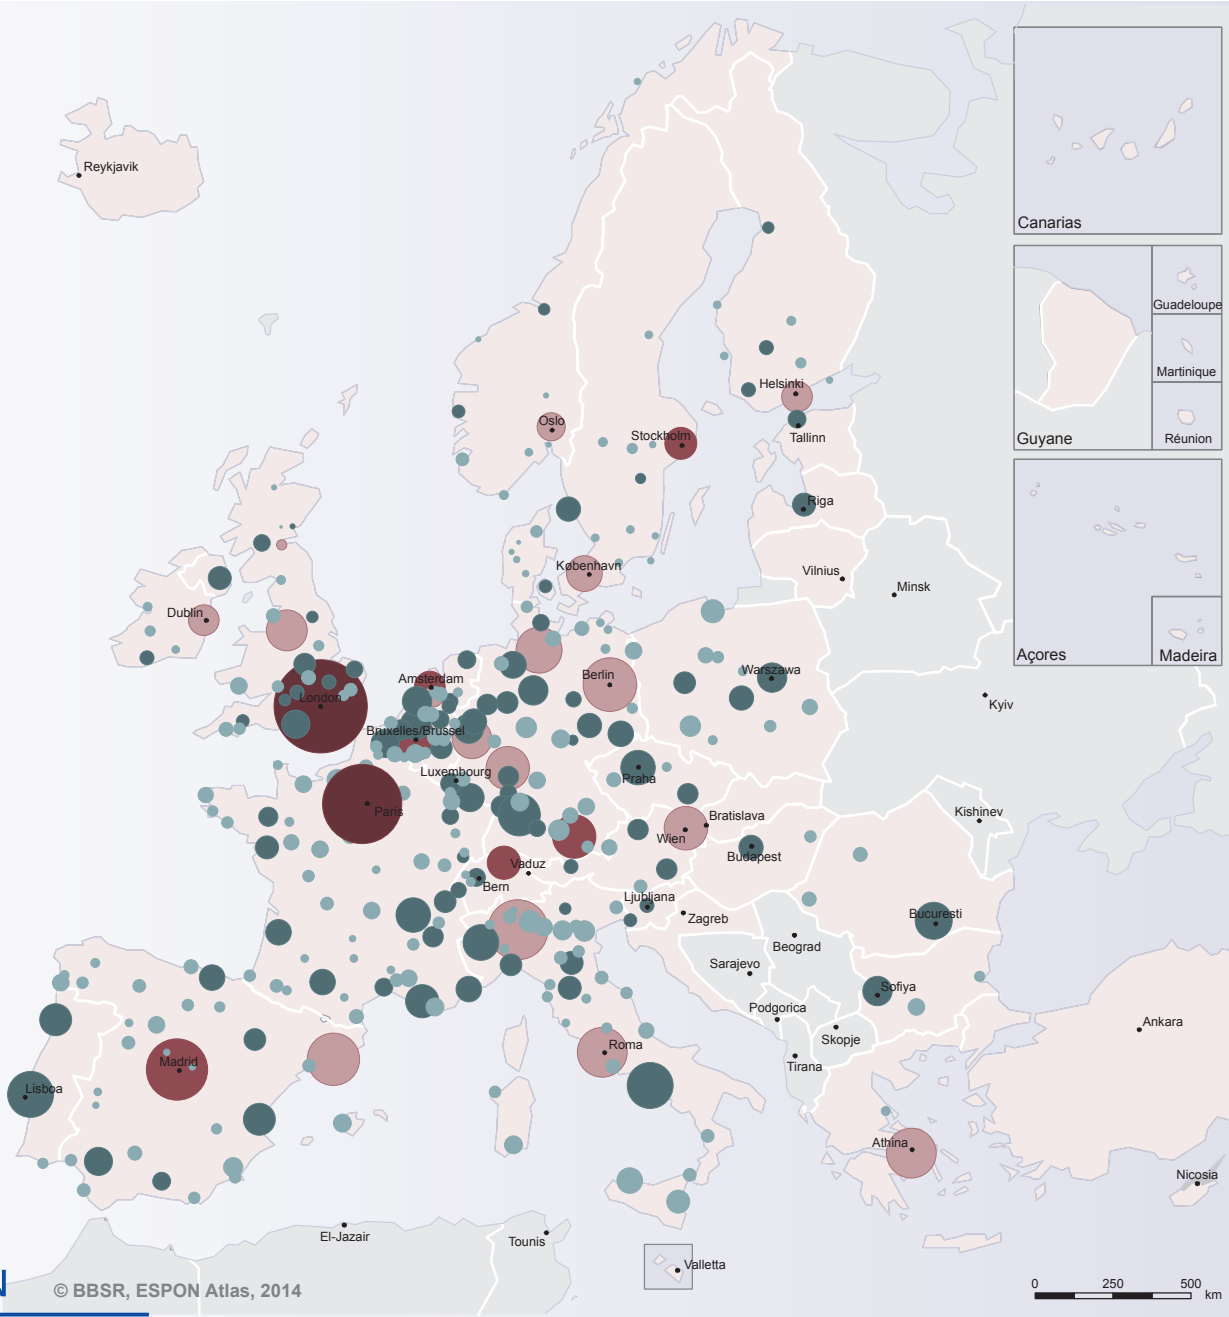 Reykjavik
Canarias
Guadeloupe
Martinique
Guyane
Réunion
Helsinki
Oslo
Stockholm
Tallinn
Riga
København
Vilnius
Minsk
Dublin
Açores
Madeira
Amsterdam
Berlin
Warszawa
London
Kyiv
Bruxelles/Brussel
Luxembourg
Praha
Paris
Kishinev
Bratislava
Wien
Budapest
Vaduz
Bern
Ljubljana
Zagreb
Bucuresti
Beograd
Sarajevo
Sofiya
Podgorica
Ankara
Skopje
Roma
Tirana
Madrid
Lisboa
Athina
Nicosia
El-Jazair
Tounis
Valletta
N
© BBSR, ESPON Atlas, 2014
0 250 500
km